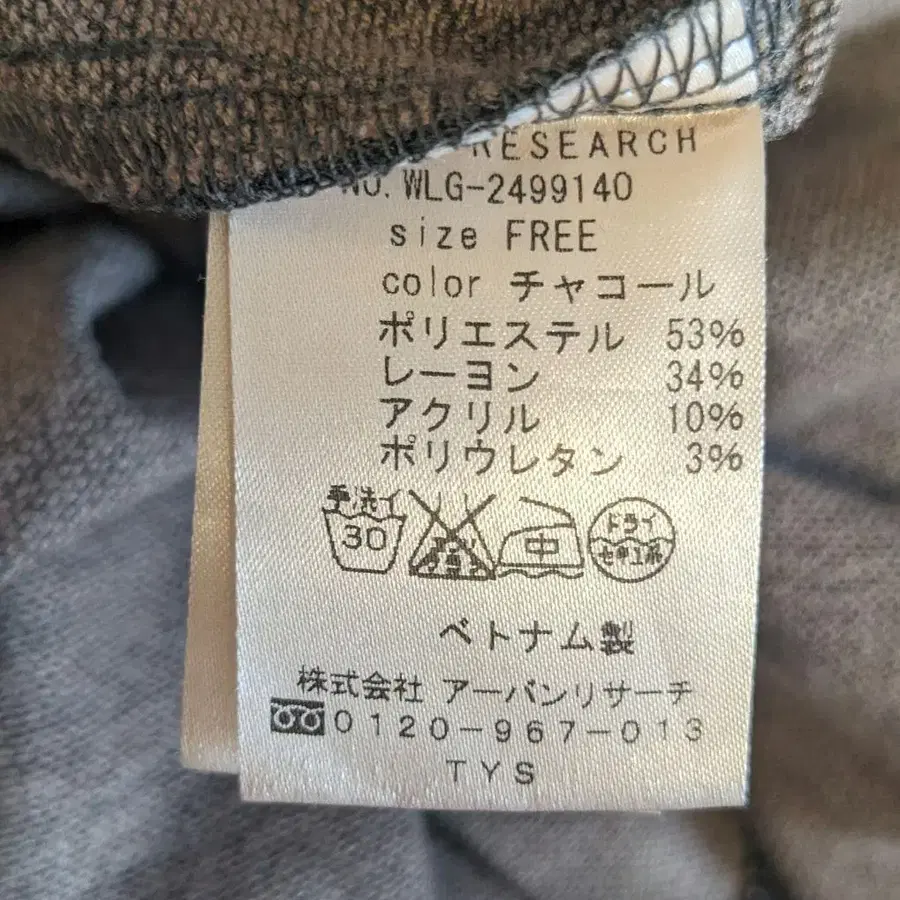 RESEARCH
NO. WLG-2499140
size FREE
color チャコール
ポリエステル 53%
レーヨン 34%
アクリル 10%
ポリウレタン 3%
手洗イ 30 中 ドライ
ベトナム製
株式会社 アーバンリサーチ
0120-967-013
TYS